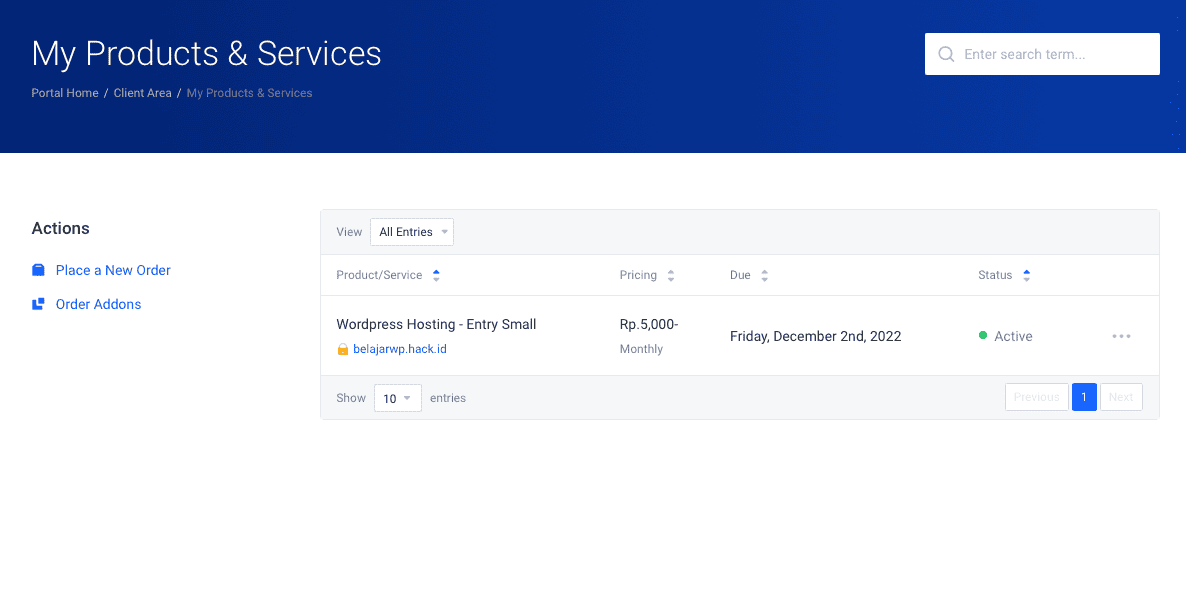 My Products & Services
Enter search term...
Portal Home / Client Area / My Products & Services
Actions
Place a New Order
Order Addons
View All Entries
Product/Service Pricing Due Status
Wordpress Hosting - Entry Small Rp.5,000- Friday, December 2nd, 2022 Active
belajarwp.hack.id Monthly
Show 10 entries Previous 1 Next